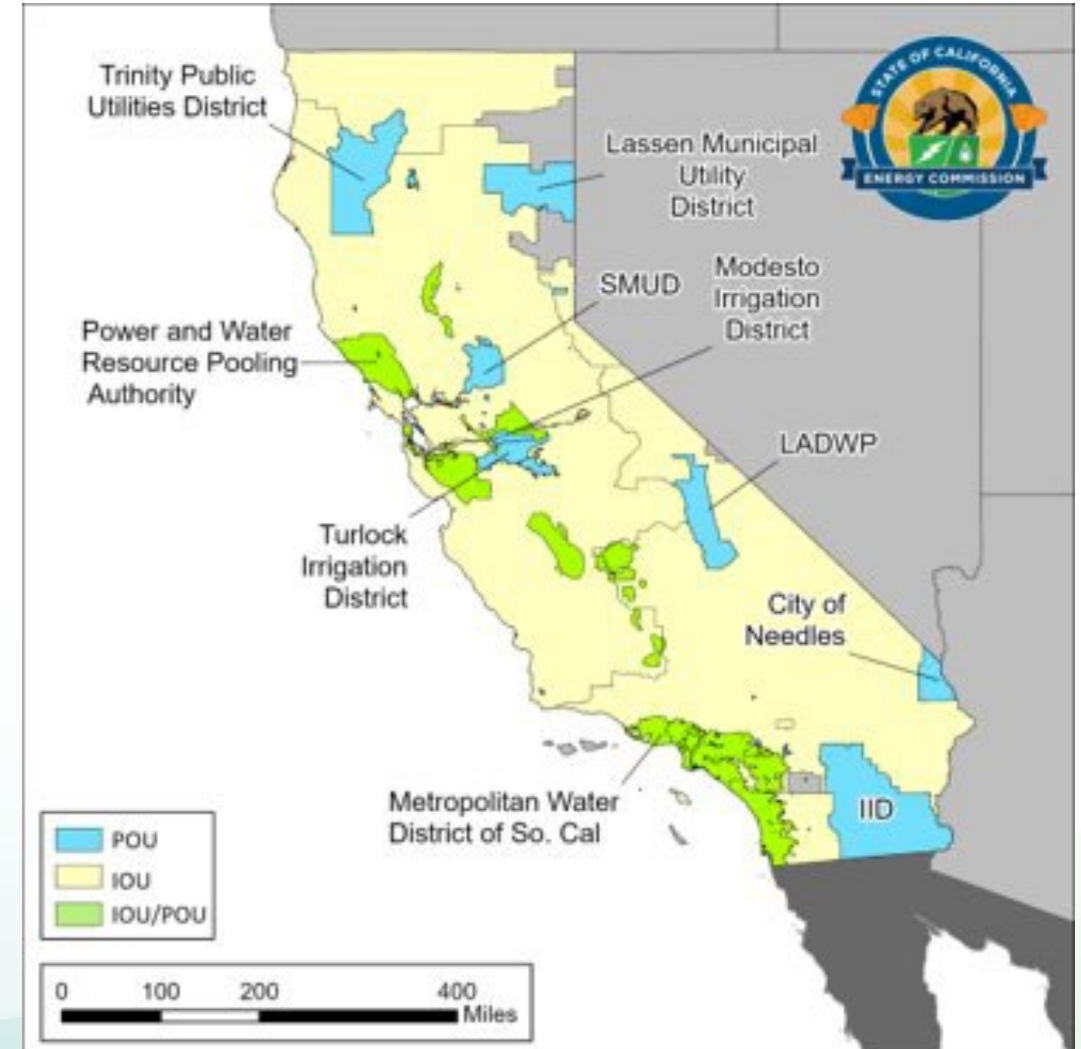 STATE OF CALIFORNIA
ENERGY COMMISSION
Trinity Public
Utilities District
Lassen Municipal
Utility
District
SMUD
Modesto
Irrigation
District
Power and Water
Resource Pooling
Authority
LADWP
Turlock
Irrigation
District
City of
Needles
Metropolitan Water
District of So. Cal
IID
POU
IOU
IOU/POU
0 100 200 400
Miles